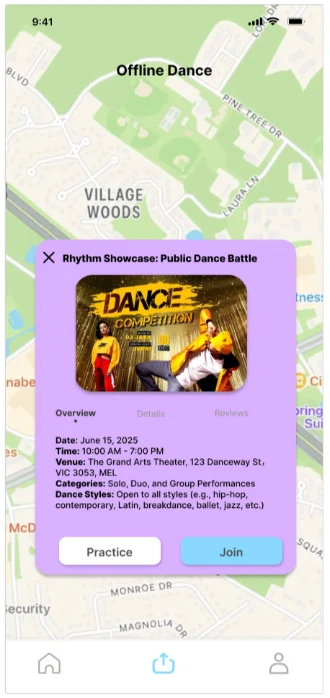 9:41
Offline Dance
BLVD
PINE TREE DR
LAURA LN
VILLAGE
WOODS
Rhythm Showcase: Public Dance Battle
DANCE
COMPETITION
Overview
Details
Reviews
Date: June 15, 2025
Time: 10:00 AM - 7:00 PM
Venue: The Grand Arts Theater, 123 Danceway St,
VIC 3053, MEL
Categories: Solo, Duo, and Group Performances
Dance Styles: Open to all styles (e.g., hip-hop,
contemporary, Latin, breakdance, ballet, jazz, etc.)
Practice
Join
McD
MONROE DR
ecurity
MAGNOLIA DR